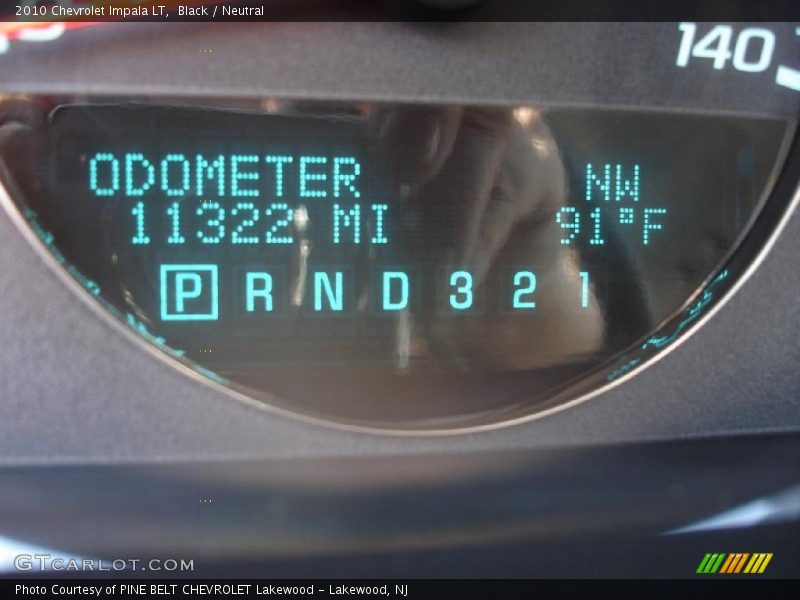 2010 Chevrolet Impala LT,  Black / Neutral
140
ODOMETER NW
11322 MI 91°F
P R N D 3 2 1
GTCARLOT.COM
Photo Courtesy of PINE BELT CHEVROLET Lakewood - Lakewood, NJ